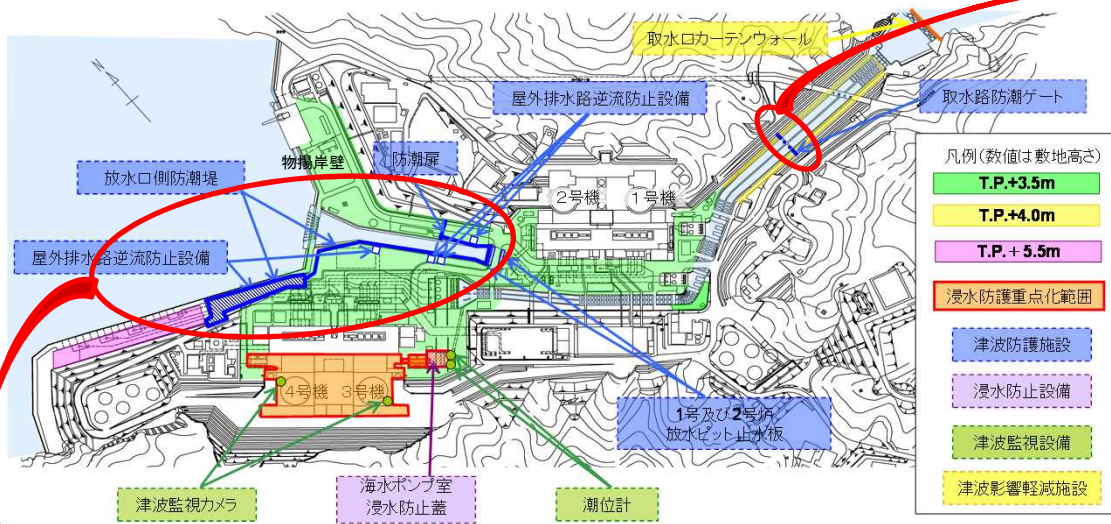 取水口カーテンウォール
屋外排水路逆流防止設備
取水路防潮ゲート
物揚岸壁
防潮扉
放水口側防潮堤
2号機
1号機
屋外排水路逆流防止設備
4号機
3号機
1号及び2号炉
放水ピット止水板
津波監視カメラ
海水ポンプ室
浸水防止蓋
潮位計
凡例(数値は敷地高さ)
T.P.+3.5m
T.P.+4.0m
T.P.+5.5m
浸水防護重点化範囲
津波防護施設
浸水防止設備
津波監視設備
津波影響軽減施設